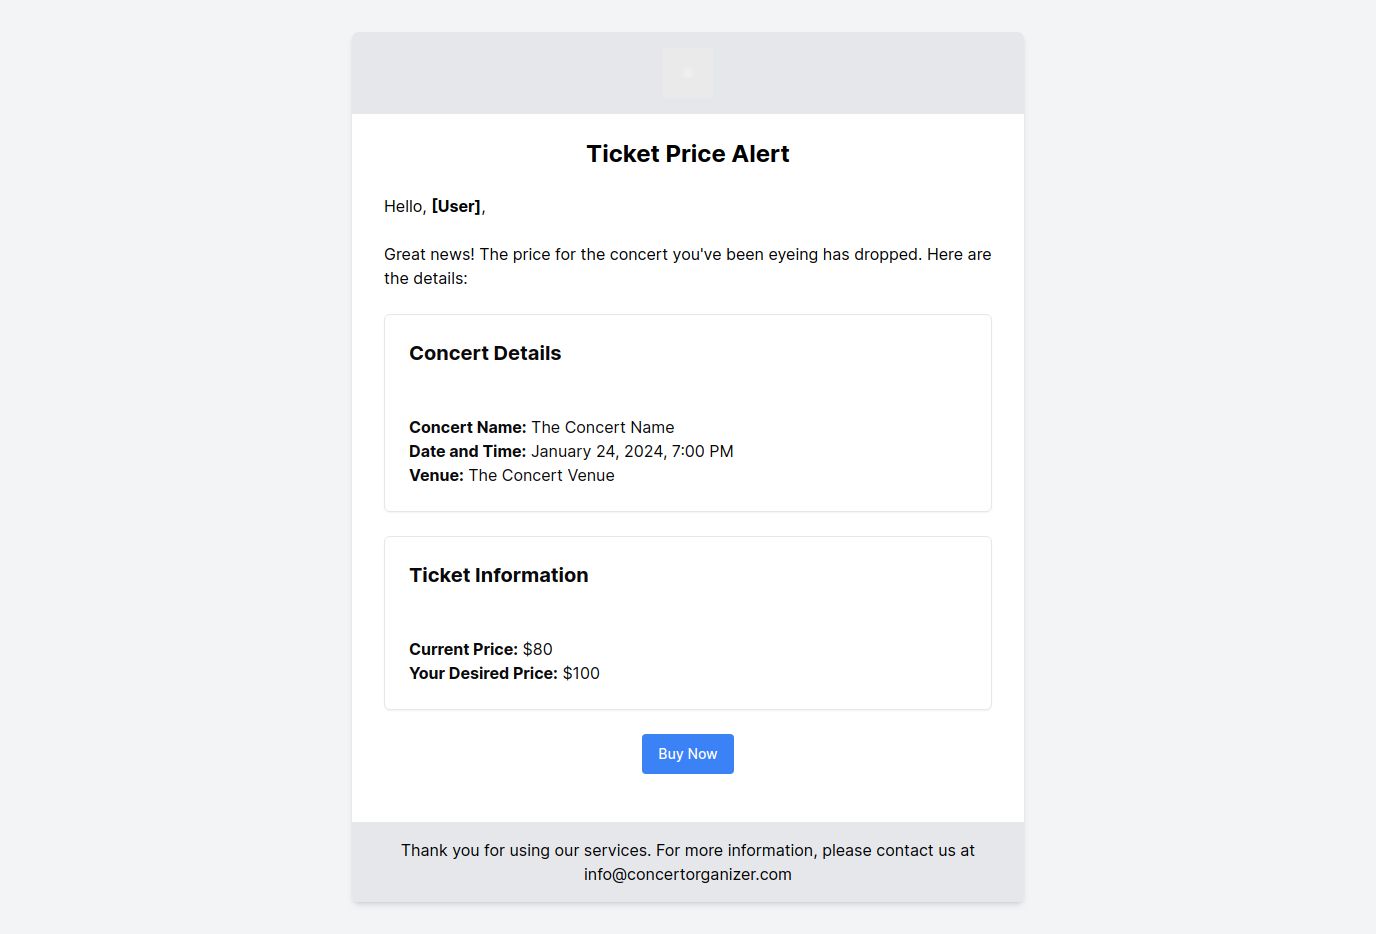 Ticket Price Alert
Hello, [User],
Great news! The price for the concert you've been eyeing has dropped. Here are
the details:
Concert Details
Concert Name: The Concert Name
Date and Time: January 24, 2024, 7:00 PM
Venue: The Concert Venue
Ticket Information
Current Price: $80
Your Desired Price: $100
Buy Now
Thank you for using our services. For more information, please contact us at
info@concertorganizer.com